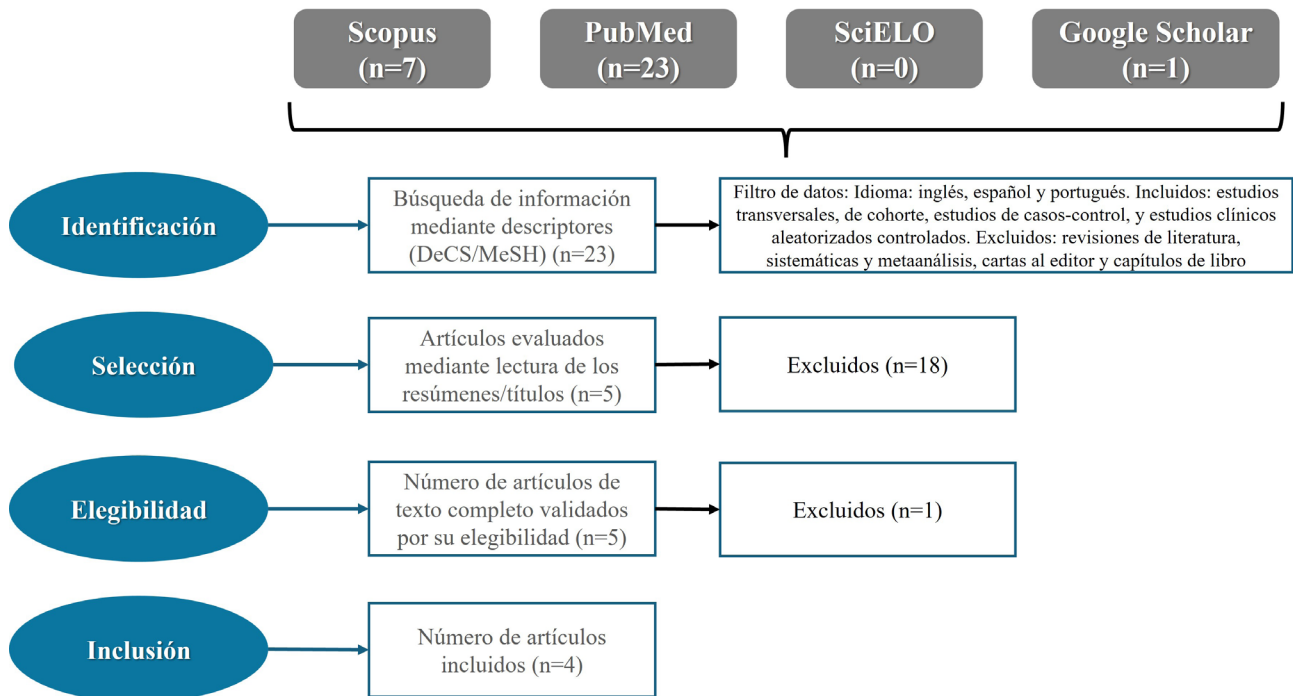 Scopus
(n=7)
PubMed
(n=23)
SciELO
(n=0)
Google Scholar
(n=1)
Identificación
Búsqueda de información
mediante descriptores
(DeCS/MeSH) (n=23)
Filtro de datos: Idioma: inglés, español y portugués. Incluidos: estudios
transversales, de cohorte, estudios de casos-control, y estudios clínicos
aleatorizados controlados. Excluidos: revisiones de literatura,
sistemáticas y metaanálisis, cartas al editor y capítulos de libro
Selección
Artículos evaluados
mediante lectura de los
resúmenes/títulos (n=5)
Excluidos (n=18)
Elegibilidad
Número de artículos de
texto completo validados
por su elegibilidad (n=5)
Excluidos (n=1)
Inclusión
Número de artículos
incluidos (n=4)